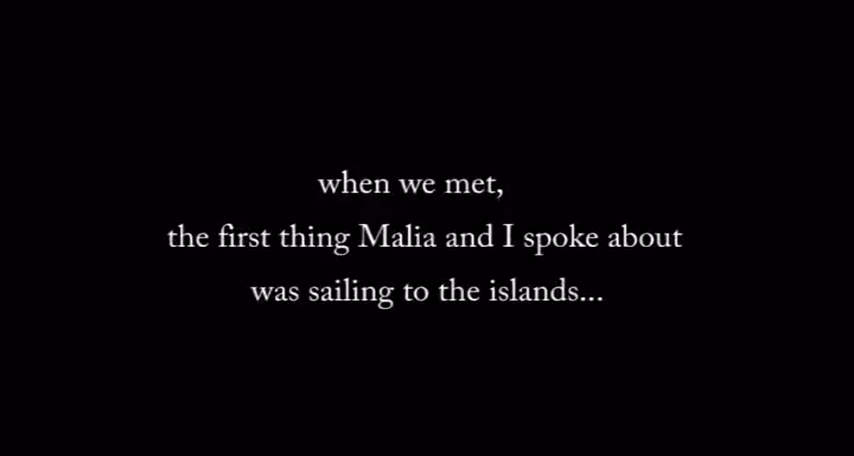 when we met,
the first thing Malia and I spoke about
was sailing to the islands...